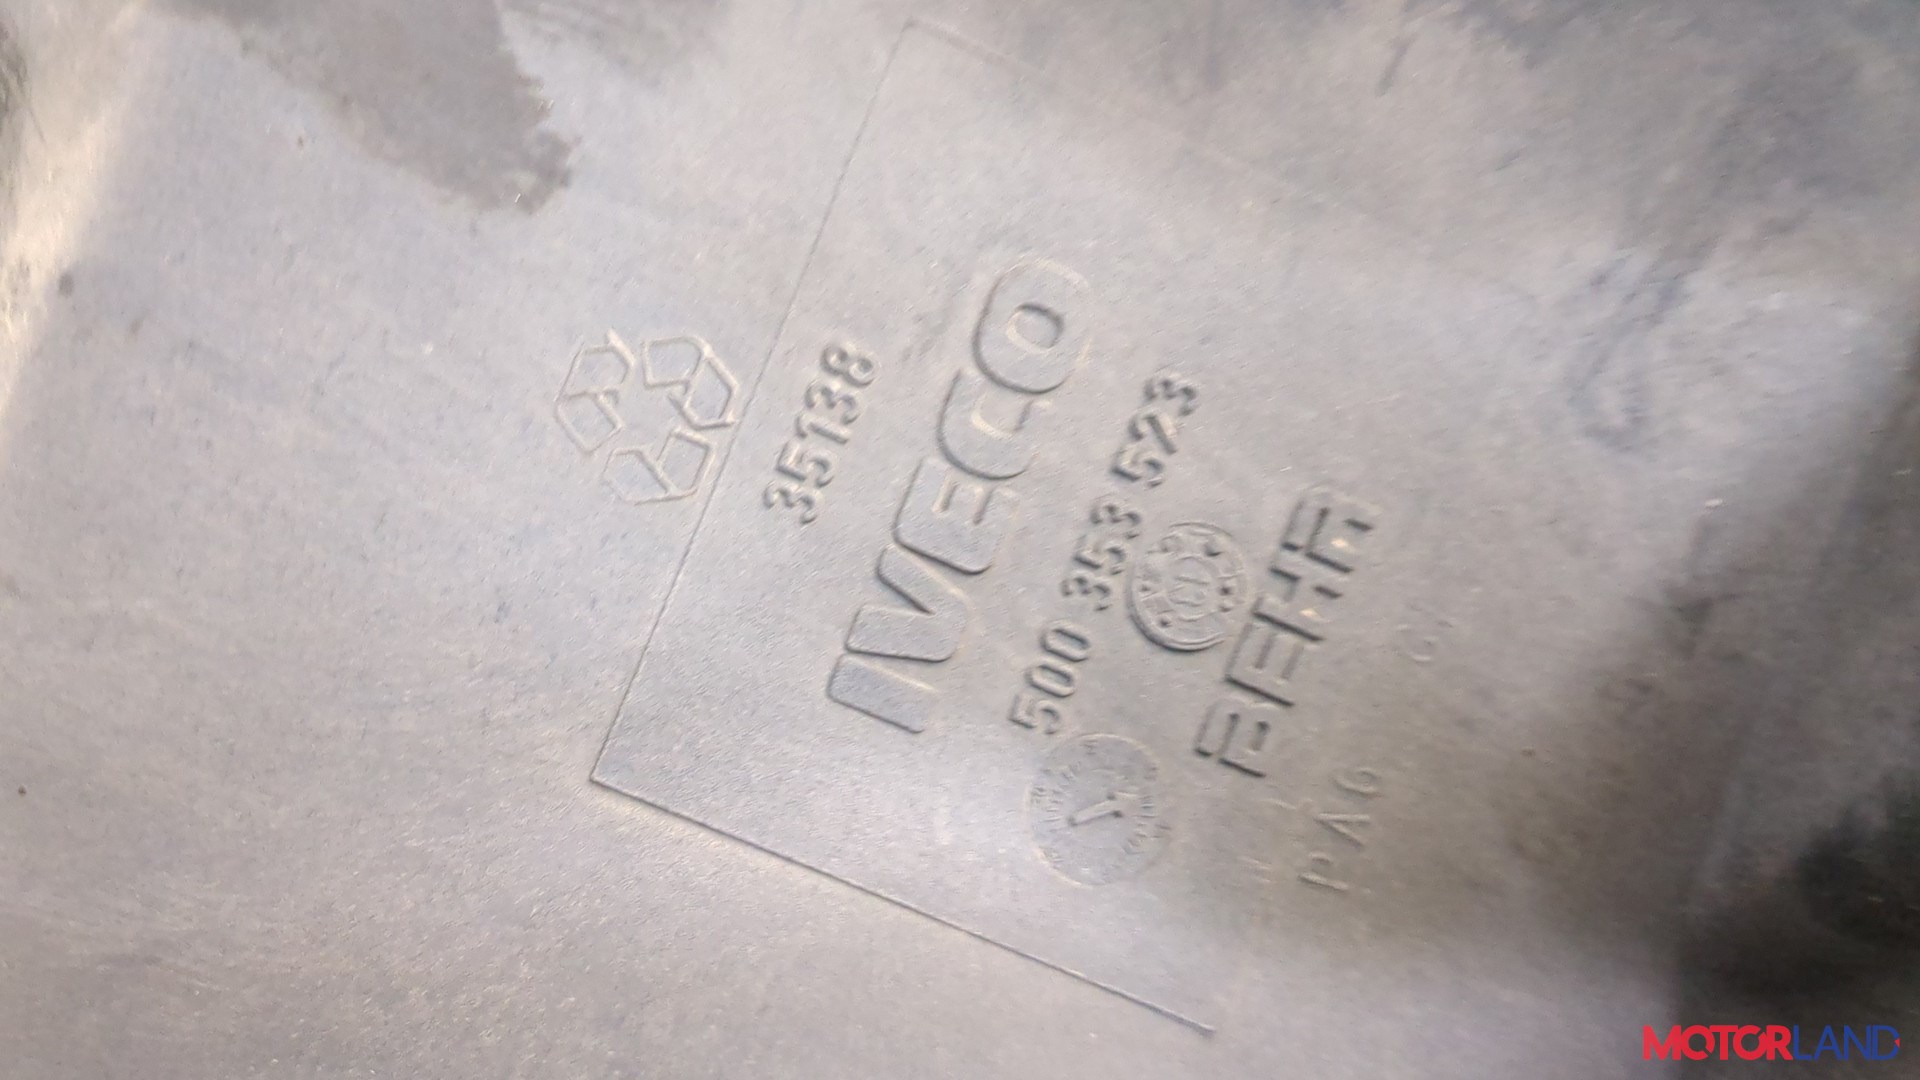 35138
IVECO
500 353 523
BEHR
PA6
MOTORLAND